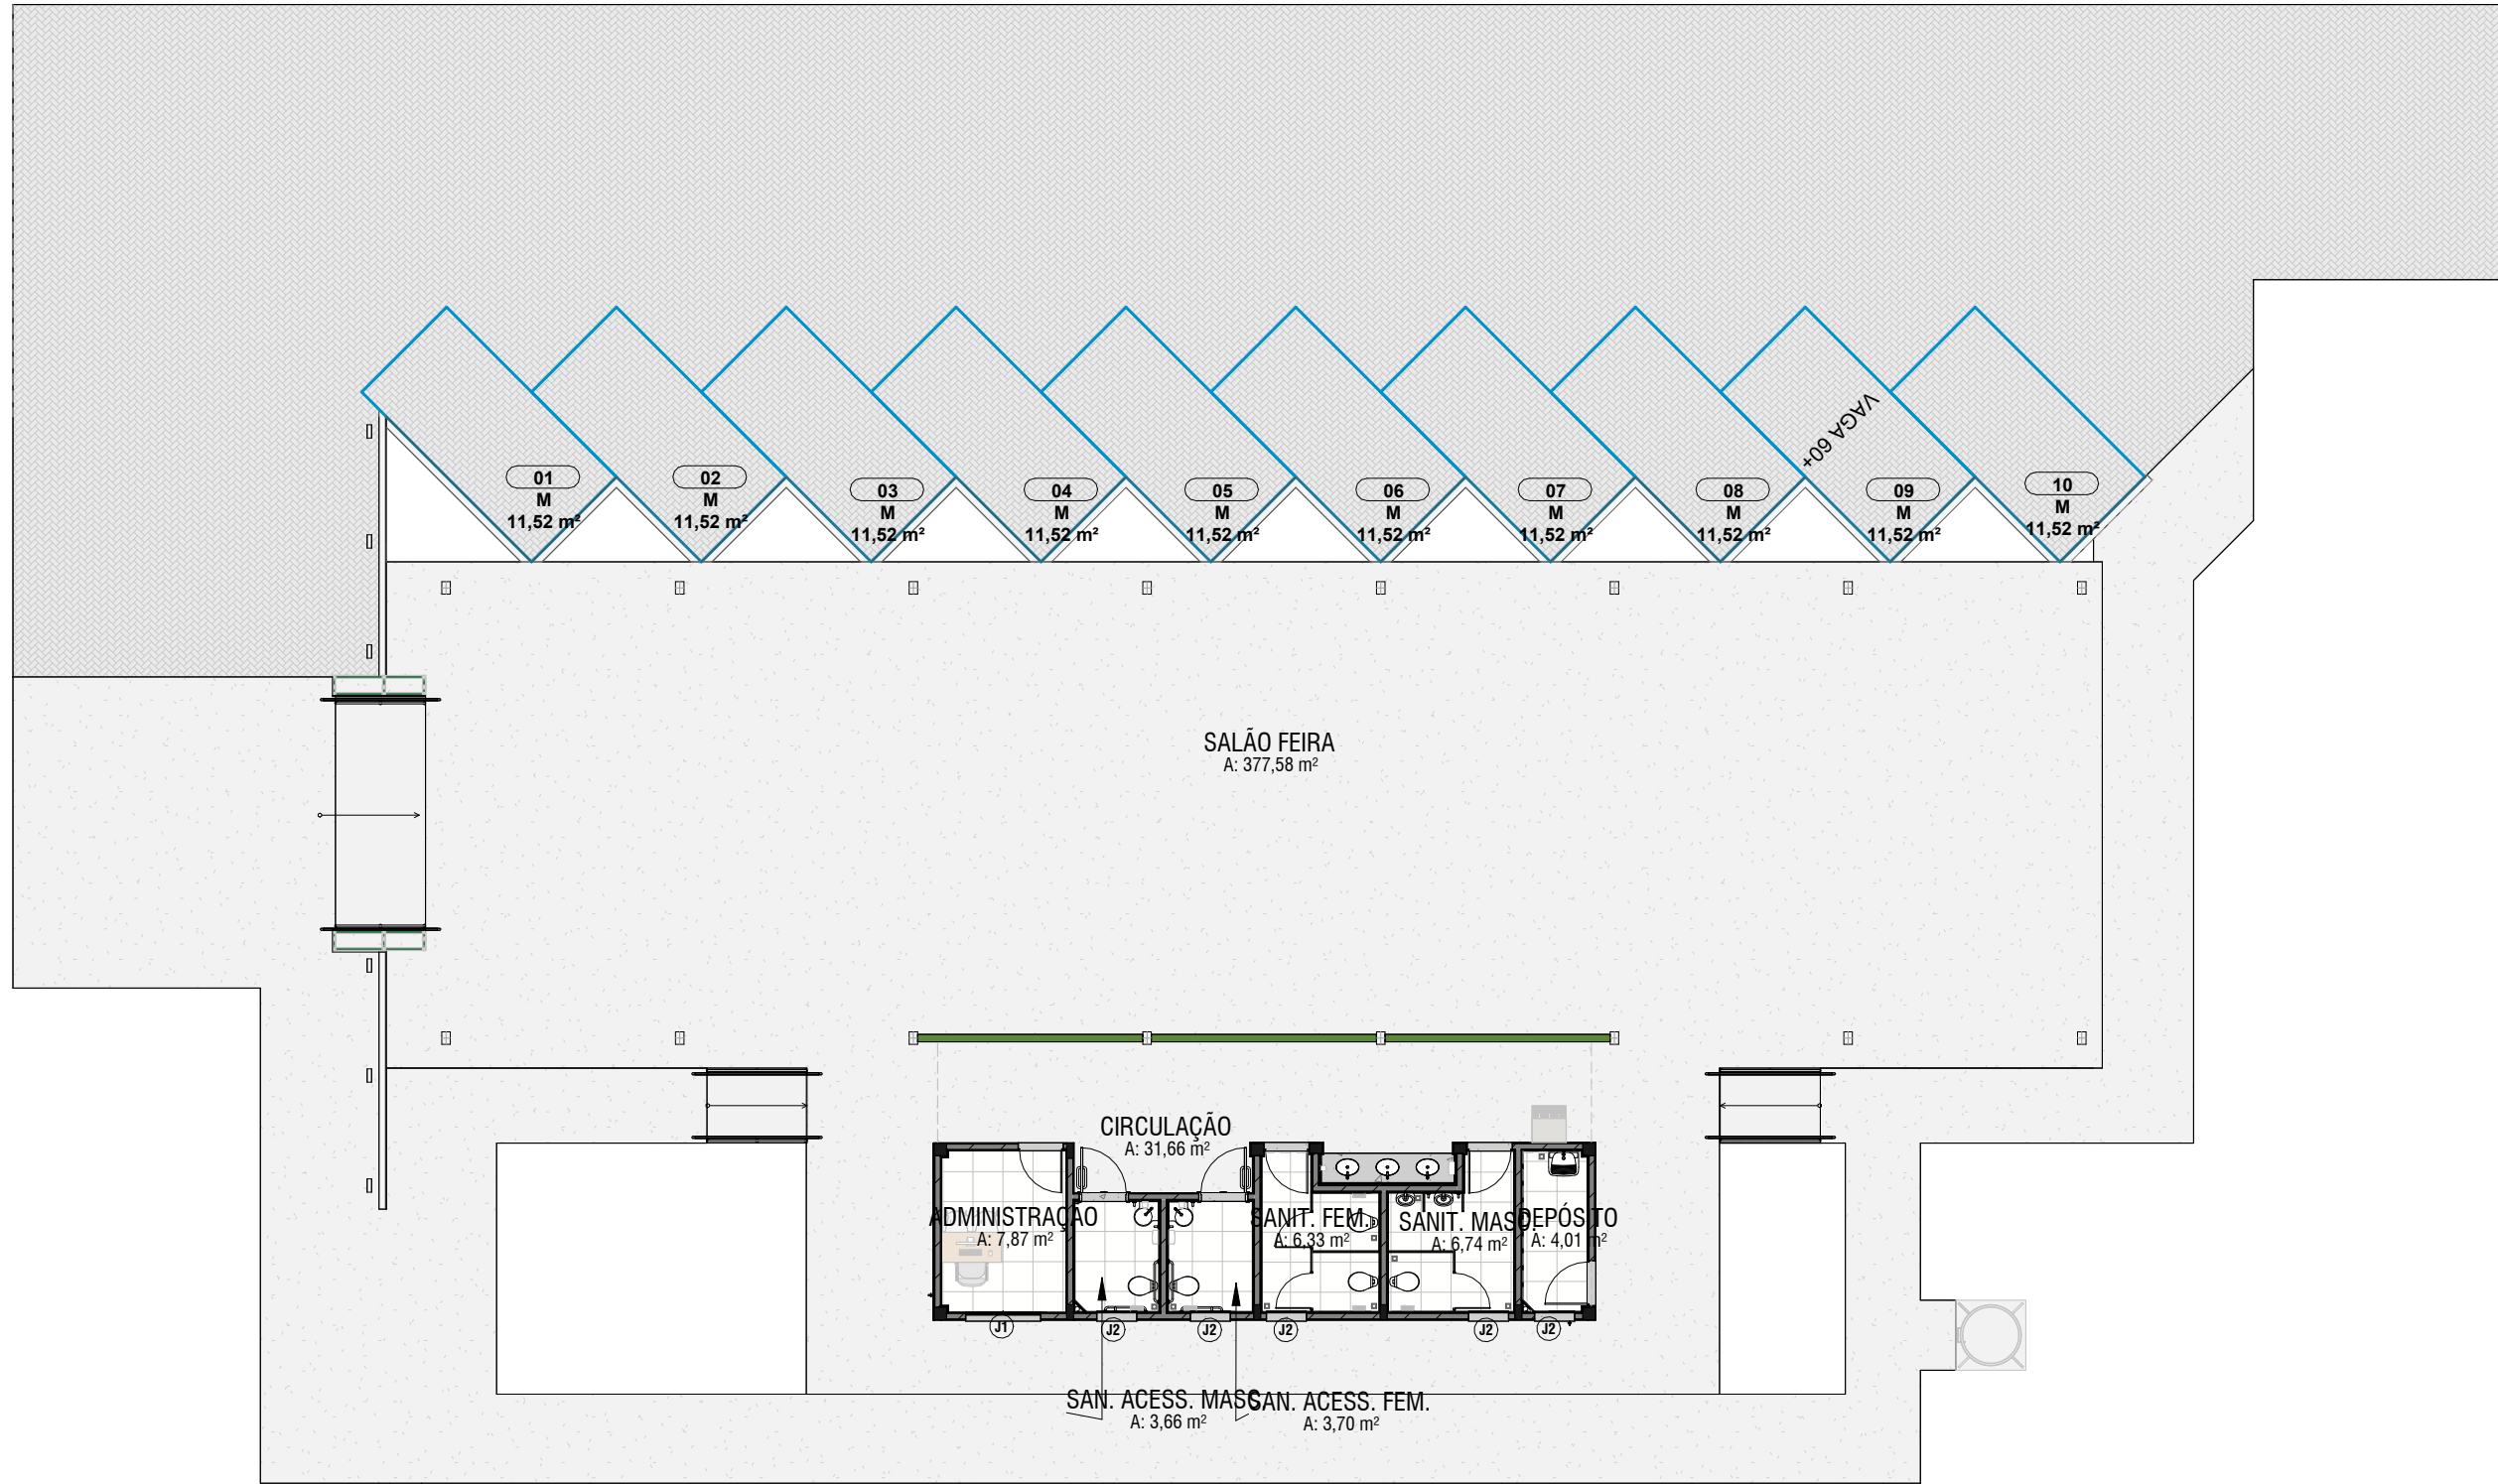 VAGA 60+
01
M
11,52 m²
02
M
11,52 m²
03
M
11,52 m²
04
M
11,52 m²
05
M
11,52 m²
06
M
11,52 m²
07
M
11,52 m²
08
M
11,52 m²
09
M
11,52 m²
10
M
11,52 m²
SALÃO FEIRA
A: 377,58 m²
CIRCULAÇÃO
A: 31,66 m²
ADMINISTRAÇÃO
A: 7,87 m²
SANIT. FEM.
A: 6,33 m²
SANIT. MASC.
A: 6,74 m²
DEPÓSITO
A: 4,01 m²
J1
J2
J2
J2
J2
J2
SAN. ACESS. MASC.
A: 3,66 m²
SAN. ACESS. FEM.
A: 3,70 m²